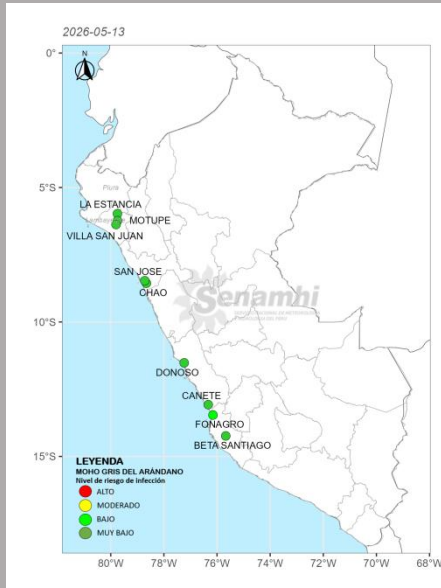 2026-05-13
N
0°
5°S
10°S
15°S
Piura
LA ESTANCIA
MOTUPE
VILLA SAN JUAN
SAN JOSE
CHAO
Senamhi
DONOSO
CANETE
FONAGRO
BETA SANTIAGO
LEYENDA
MOHO GRIS DEL ARÁNDANO
Nivel de riesgo de infección
ALTO
MODERADO
BAJO
MUY BAJO
80°W 78°W 76°W 74°W 72°W 70°W 68°W